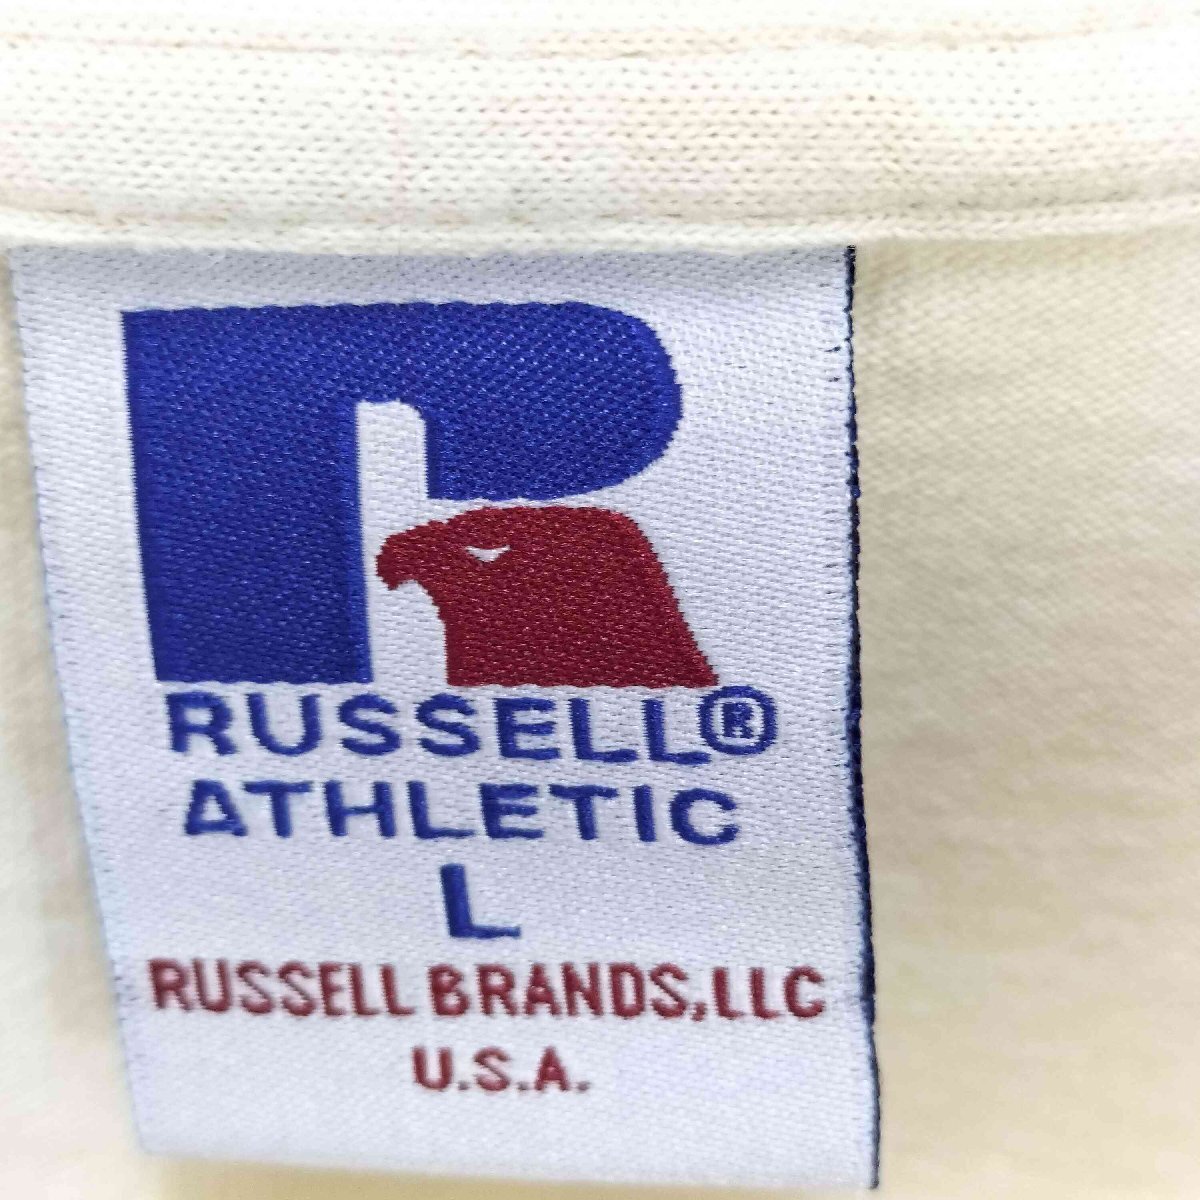 R
RUSSELL®
ATHLETIC
L
RUSSELL BRANDS, LLC
U.S.A.